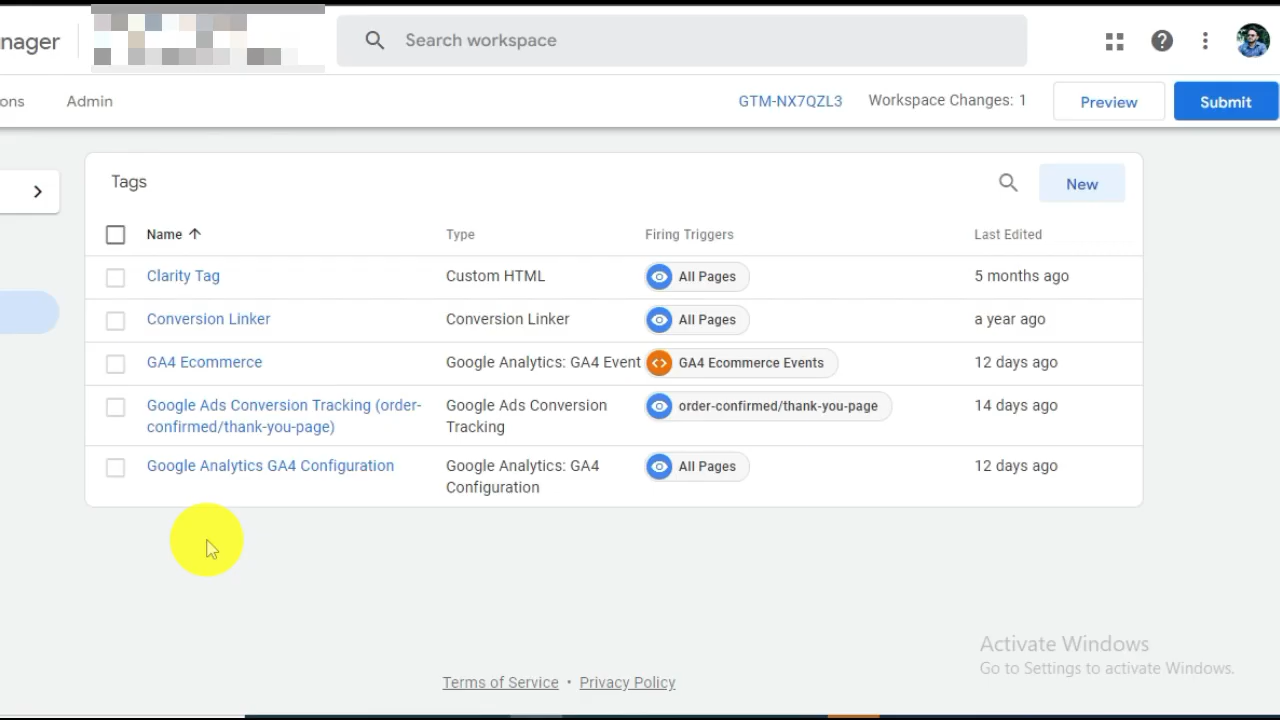 nager
Search workspace
ons
Admin
GTM-NX7QZL3
Workspace Changes: 1
Preview
Submit
Tags
New
Name
Type
Firing Triggers
Last Edited
Clarity Tag
Custom HTML
All Pages
5 months ago
Conversion Linker
Conversion Linker
All Pages
a year ago
GA4 Ecommerce
Google Analytics: GA4 Event
GA4 Ecommerce Events
12 days ago
Google Ads Conversion Tracking (order-
confirmed/thank-you-page)
Google Ads Conversion
Tracking
order-confirmed/thank-you-page
14 days ago
Google Analytics GA4 Configuration
Google Analytics: GA4
Configuration
All Pages
12 days ago
Activate Windows
Go to Settings to activate Windows.
Terms of Service • Privacy Policy